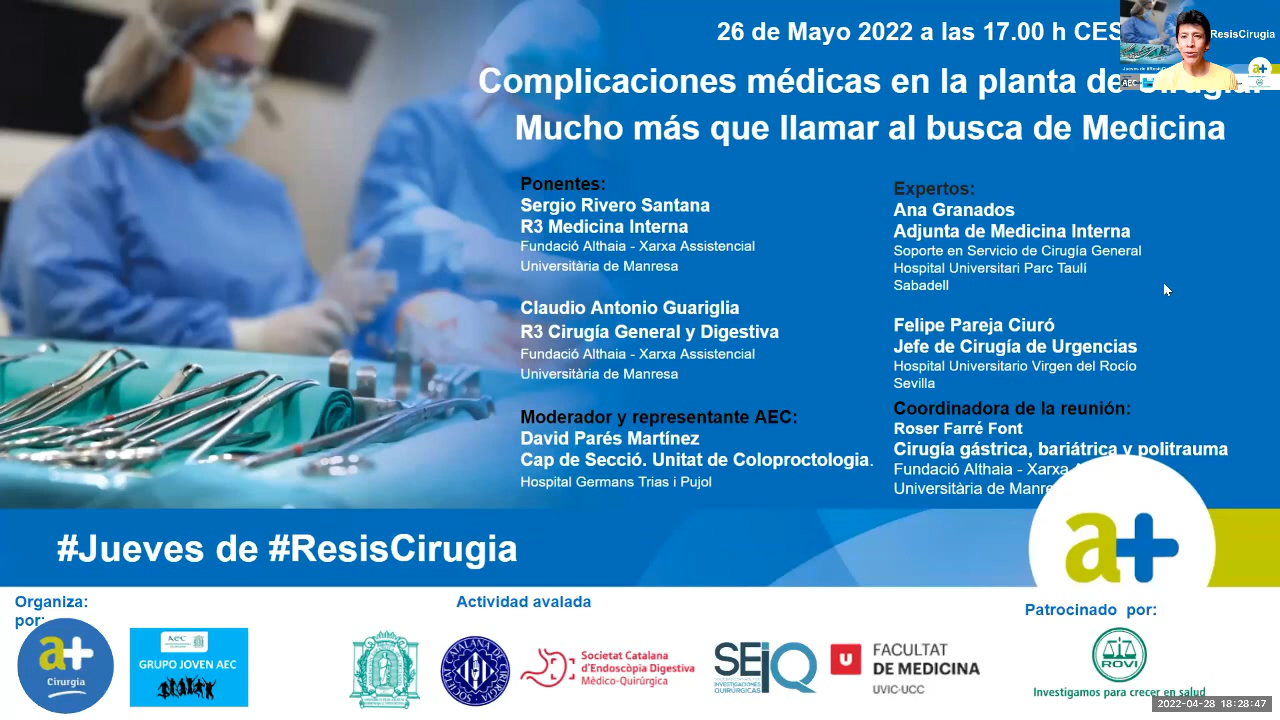 26 de Mayo 2022 a las 17.00 h CES
ResisCirugia
Complicaciones médicas en la planta de
Mucho más que llamar al busca de Medicina
Ponentes:
Sergio Rivero Santana
R3 Medicina Interna
Fundació Althaia - Xarxa Assistencial
Universitària de Manresa
Claudio Antonio Guariglia
R3 Cirugía General y Digestiva
Fundació Althaia - Xarxa Assistencial
Universitària de Manresa
Moderador y representante AEC:
David Parés Martínez
Cap de Secció. Unitat de Coloproctologia.
Hospital Germans Trias i Pujol
Expertos:
Ana Granados
Adjunta de Medicina Interna
Soporte en Servicio de Cirugía General
Hospital Universitari Parc Taulí
Sabadell
Felipe Pareja Ciuró
Jefe de Cirugía de Urgencias
Hospital Universitario Virgen del Rocío
Sevilla
Coordinadora de la reunión:
Roser Farré Font
Cirugía gástrica, bariátrica y politrauma
Fundació Althaia - Xarxa
Universitària de Manre
#Jueves de #ResisCirugia
a+
Organiza:
por:
Actividad avalada
Patrocinado por:
a+
Cirurgia
AEC
GRUPO JOVEN AEC
Societat Catalana
d'Endoscòpia Digestiva
Médico-Quirúrgica
SEIQ
INVESTIGACIONES
QUIRÚRGICAS
U
FACULTAT
DE MEDICINA
UVIC·UCC
ROVI
Investigamos para crecer en salud
2022-04-28 18:28:47